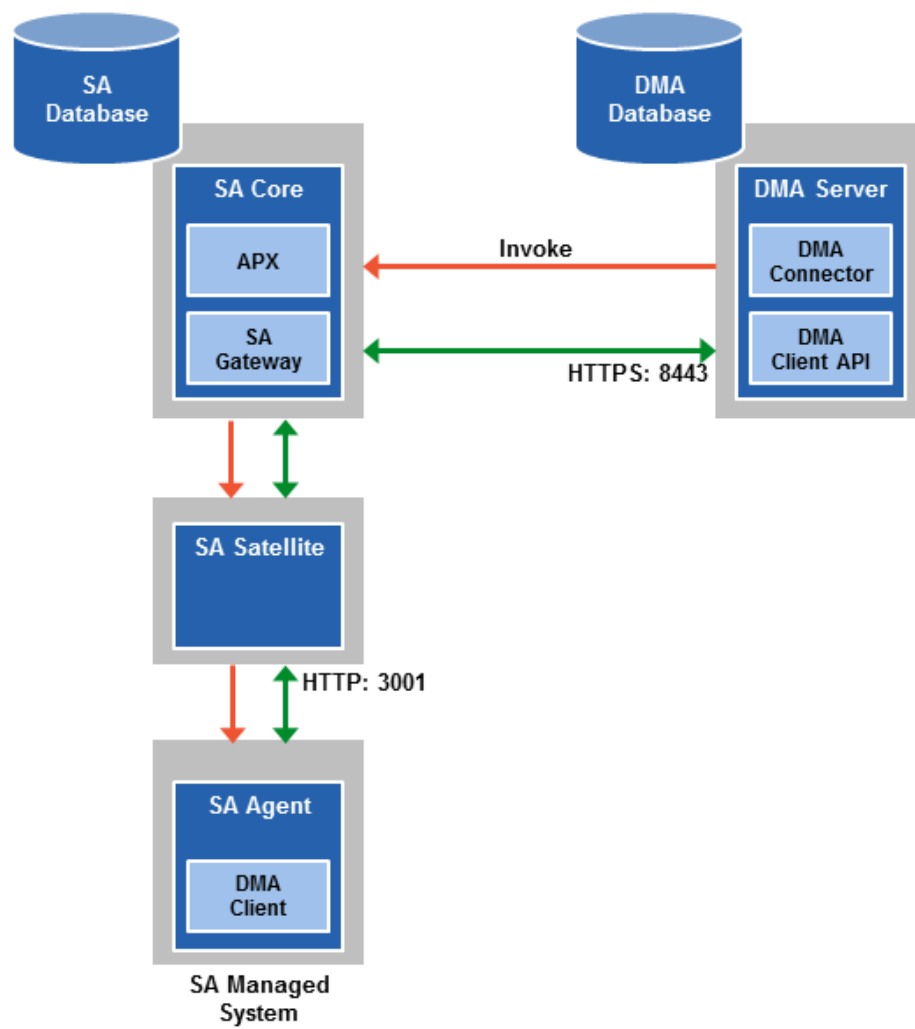 SA
Database
DMA
Database
SA Core
APX
SA
Gateway
Invoke
HTTPS: 8443
DMA Server
DMA
Connector
DMA
Client API
SA Satellite
HTTP: 3001
SA Agent
DMA
Client
SA Managed
System